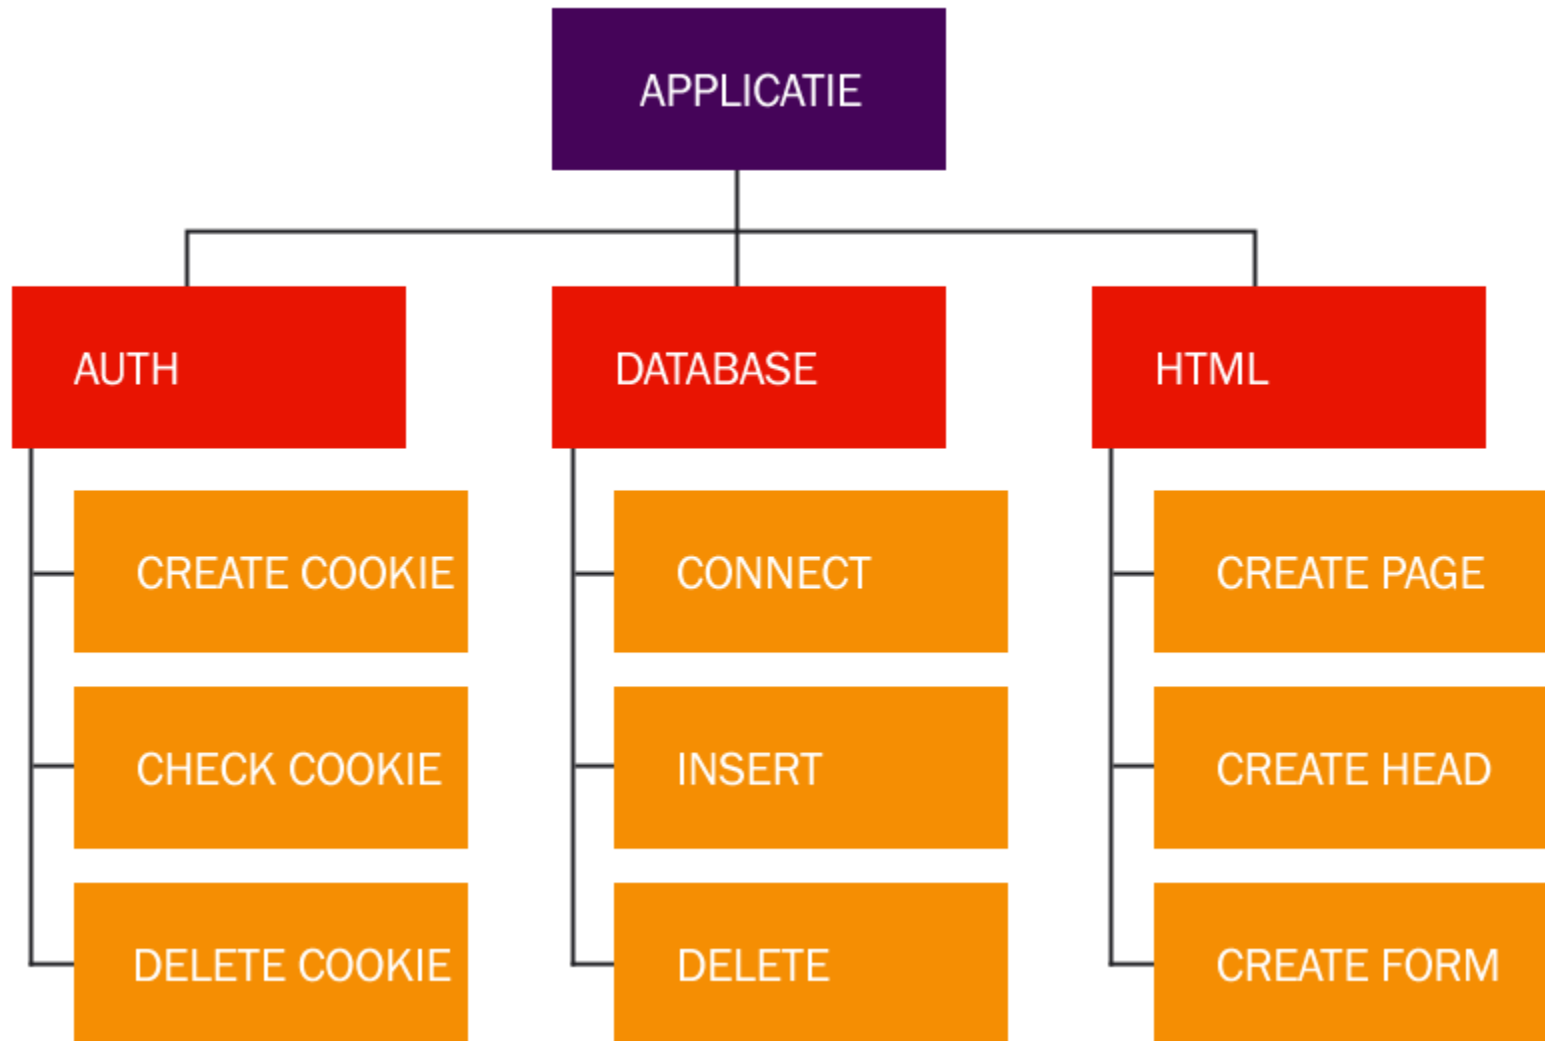 APPLICATIE
AUTH
DATABASE
HTML
CREATE COOKIE
CONNECT
CREATE PAGE
CHECK COOKIE
INSERT
CREATE HEAD
DELETE COOKIE
DELETE
CREATE FORM